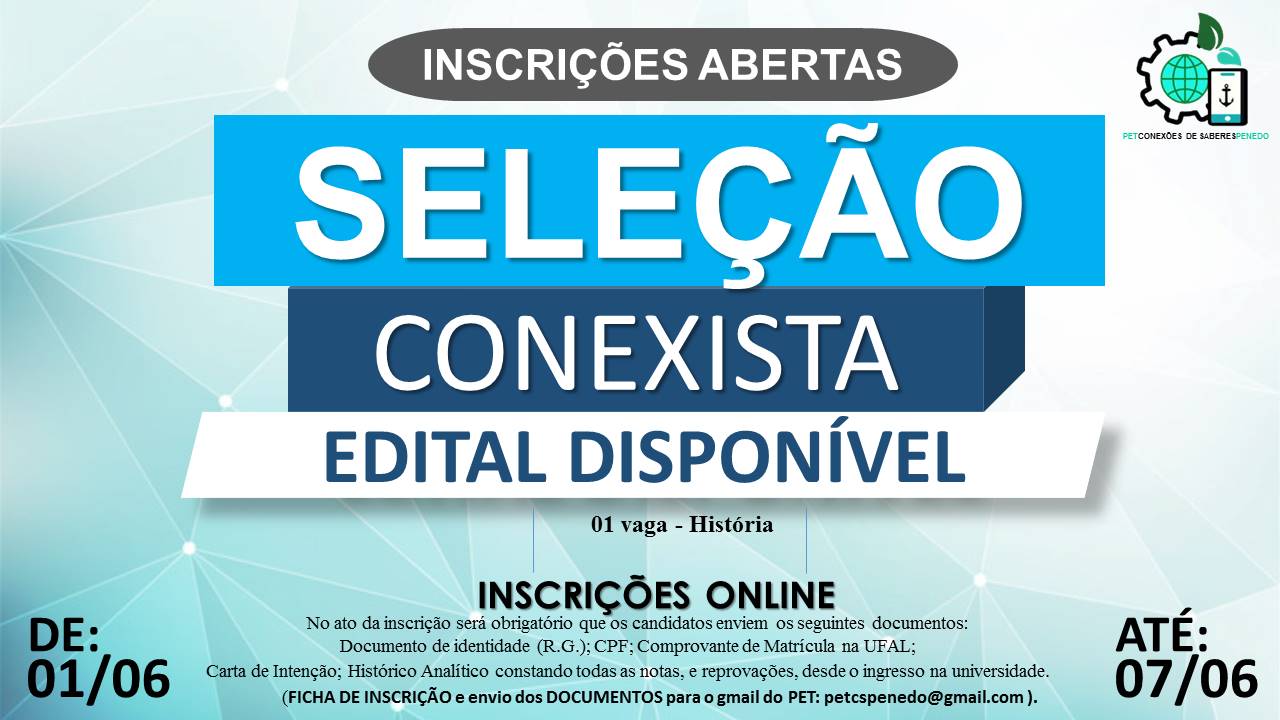 INSCRIÇÕES ABERTAS
PETCONEXÕES DE SABERESPENEDO
SELEÇÃO
CONEXISTA
EDITAL DISPONÍVEL
01 vaga - História
INSCRIÇÕES ONLINE
No ato da inscrição será obrigatório que os candidatos enviem os seguintes documentos:
Documento de identidade (R.G.); CPF; Comprovante de Matrícula na UFAL;
Carta de Intenção; Histórico Analítico constando todas as notas, e reprovações, desde o ingresso na universidade.
(FICHA DE INSCRIÇÃO e envio dos DOCUMENTOS para o gmail do PET: petcspenedo@gmail.com ).
DE:
01/06
ATÉ:
07/06